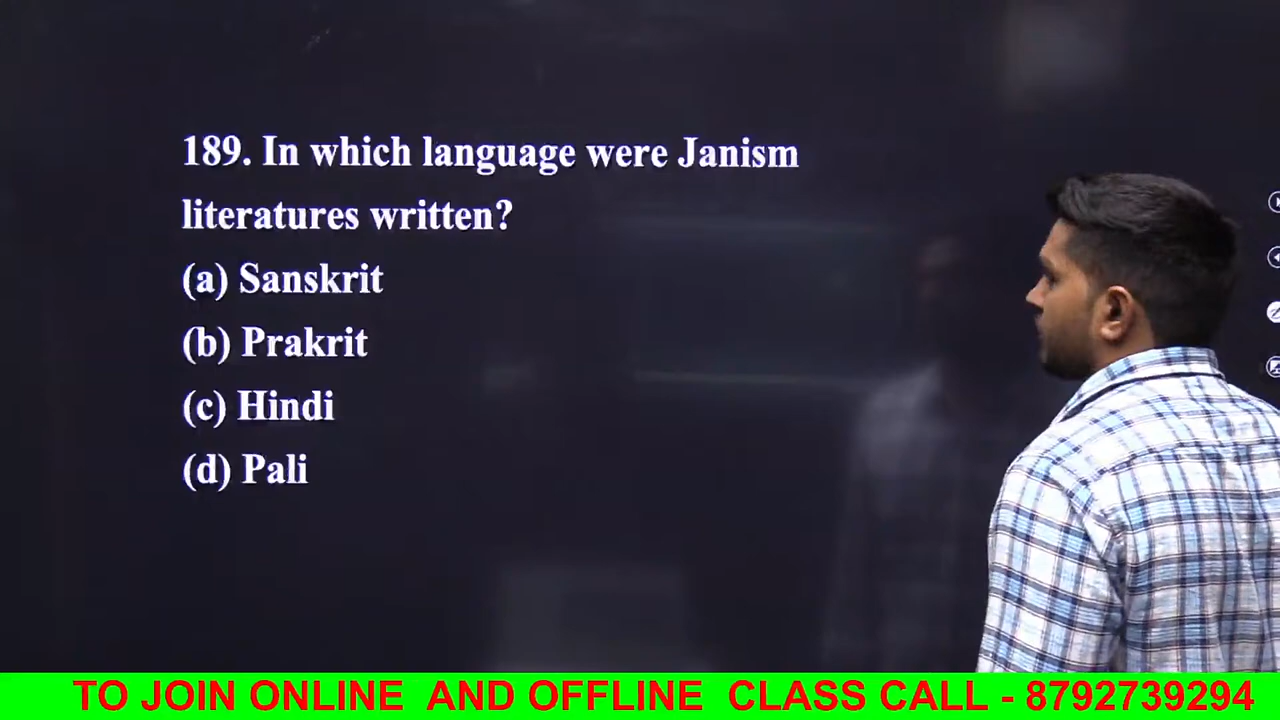 189. In which language were Janism
literatures written?
(a) Sanskrit
(b) Prakrit
(c) Hindi
(d) Pali
TO JOIN ONLINE AND OFFLINE CLASS CALL - 8792739294